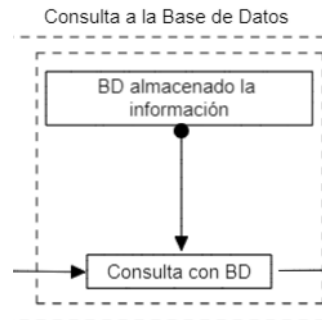 Consulta a la Base de Datos
BD almacenado la
información
Consulta con BD